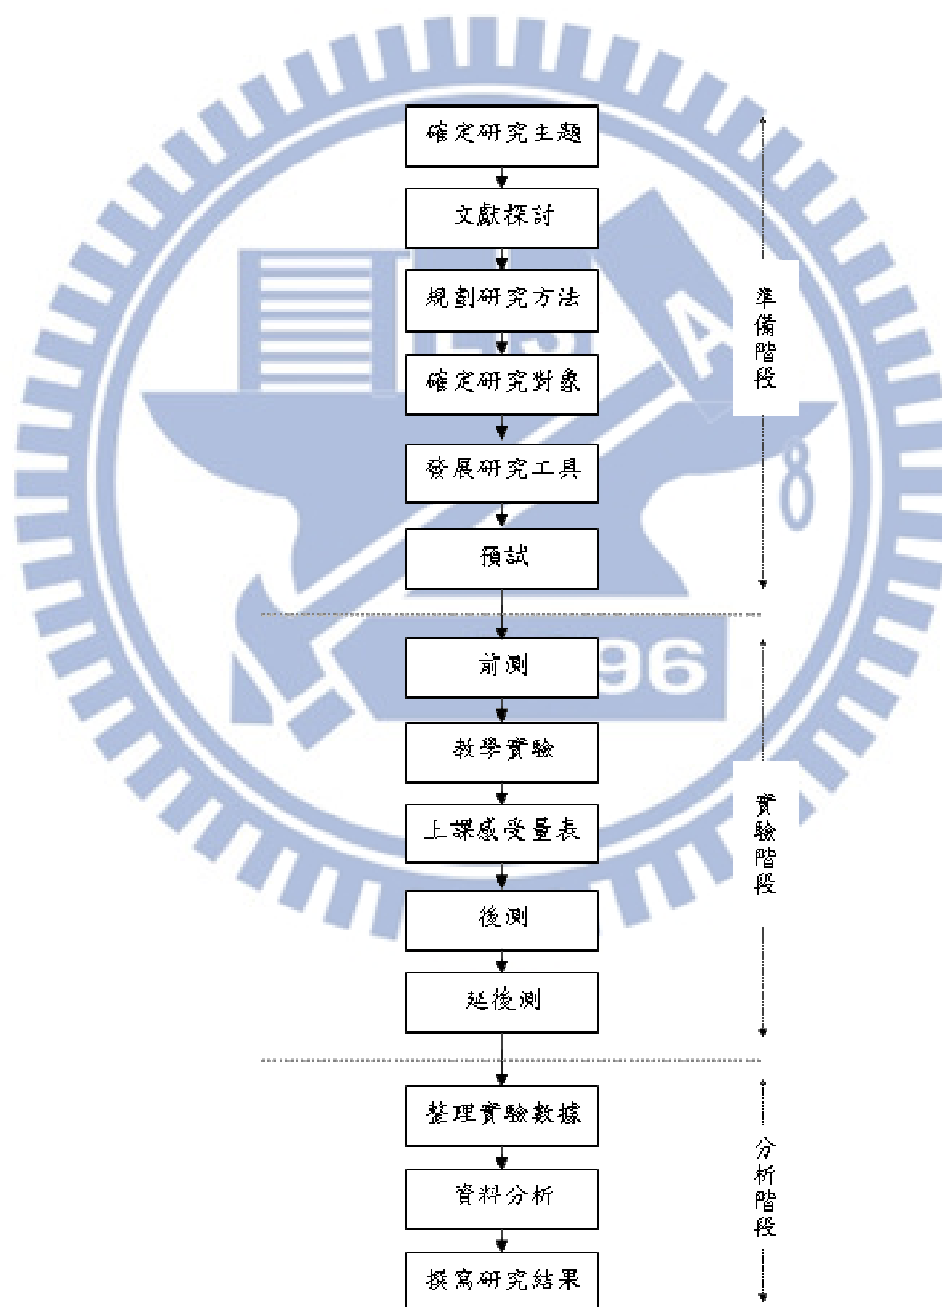 確定研究主題
文獻探討
規劃研究方法
確定研究對象
發展研究工具
預試
準備階段
前測
教學實驗
上課感受量表
後測
延後測
實驗階段
整理實驗數據
資料分析
撰寫研究結果
分析階段
E S
A
8
96